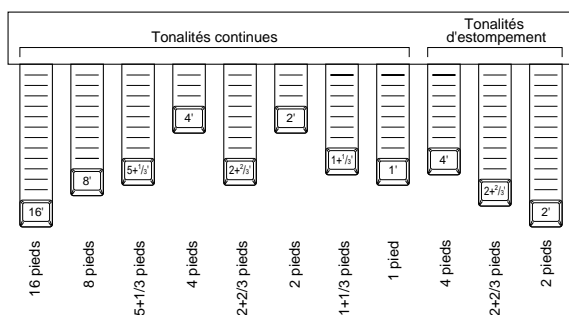 Tonalités continues
Tonalités
d'estompement
16'
8'
5+1/3'
4'
2+2/3'
2'
1+1/3'
1'
4'
2+2/3'
2'
16 pieds
8 pieds
5+1/3 pieds
4 pieds
2+2/3 pieds
2 pieds
1+1/3 pieds
1 pied
4 pieds
2+2/3 pieds
2 pieds